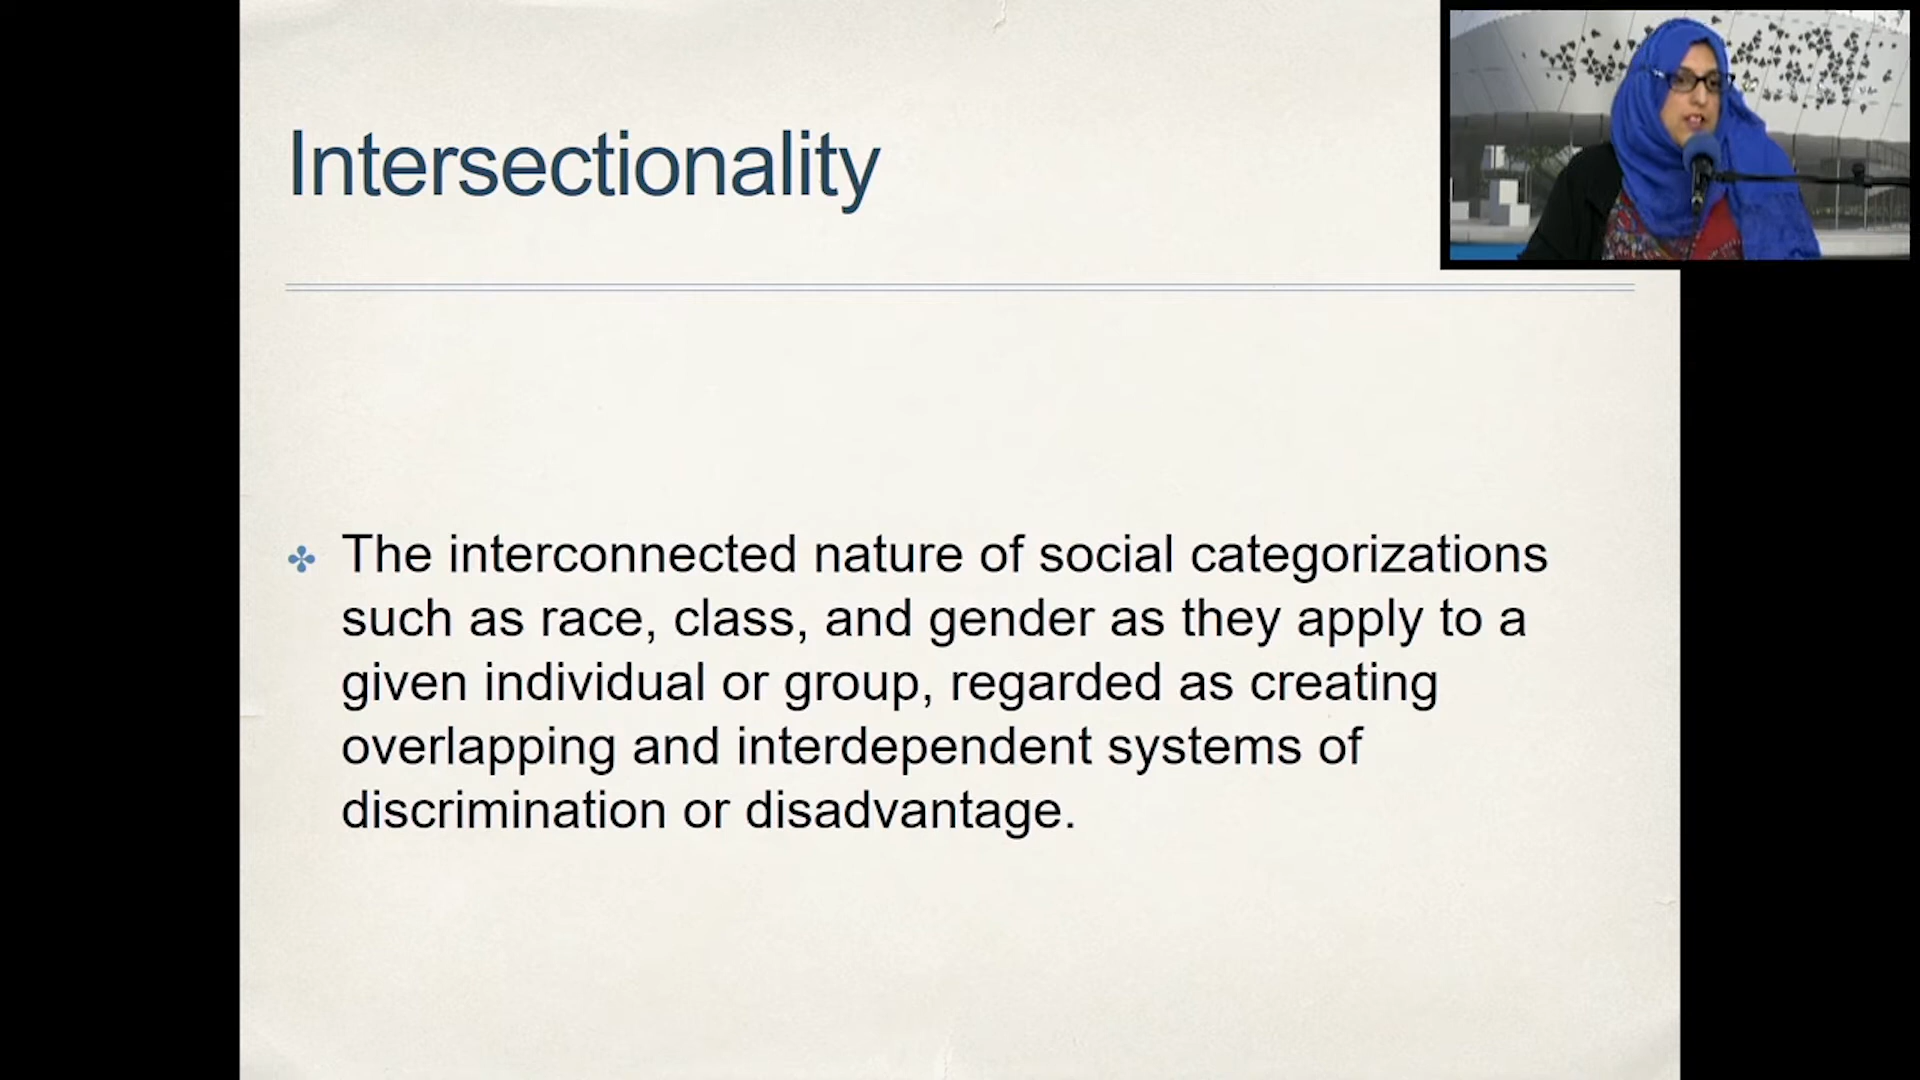 Intersectionality
The interconnected nature of social categorizations
such as race, class, and gender as they apply to a
given individual or group, regarded as creating
overlapping and interdependent systems of
discrimination or disadvantage.